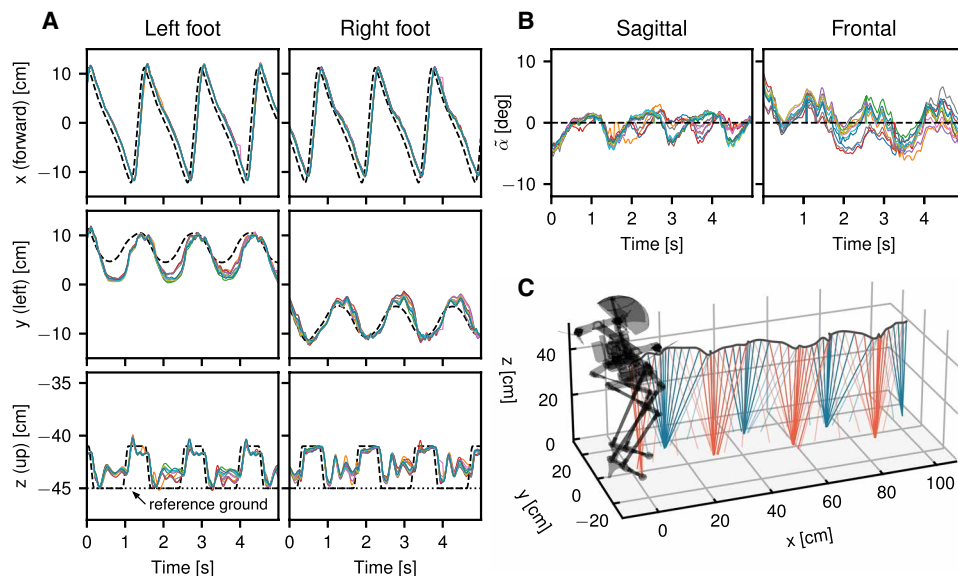 A
Left foot
Right foot
x (forward) [cm]
10
0
−10
y (left) [cm]
10
0
−10
z (up) [cm]
−35
−40
−45
reference ground
0 1 2 3 4
0 1 2 3 4
Time [s]
Time [s]
B
Sagittal
Frontal
α̃ [deg]
10
0
−10
0 1 2 3 4
0 1 2 3 4
Time [s]
Time [s]
C
z [cm]
40
20
0
y [cm]
20
0
−20
0 20 40 60 80 100
x [cm]